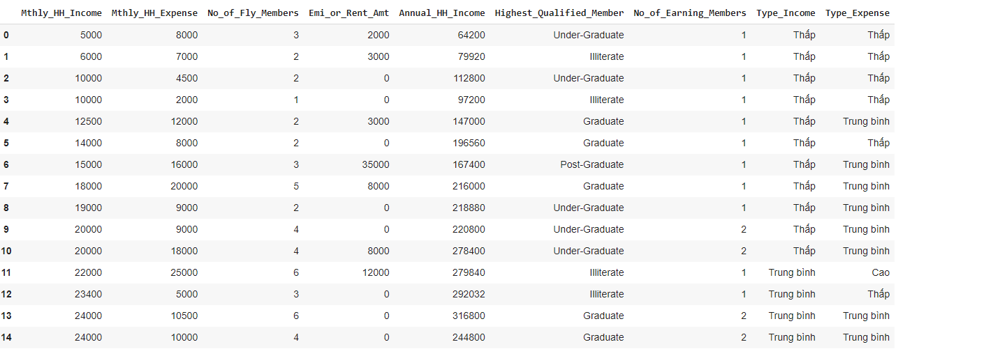 Mthly_HH_Income Mthly_HH_Expense No_of_Fly_Members Emi_or_Rent_Amt Annual_HH_Income Highest_Qualified_Member No_of_Earning_Members Type_Income Type_Expense
0 5000 8000 3 2000 64200 Under-Graduate 1 Thấp Thấp
1 6000 7000 2 3000 79920 Illiterate 1 Thấp Thấp
2 10000 4500 2 0 112800 Under-Graduate 1 Thấp Thấp
3 10000 2000 1 0 97200 Illiterate 1 Thấp Thấp
4 12500 12000 2 3000 147000 Graduate 1 Thấp Trung bình
5 14000 8000 2 0 196560 Graduate 1 Thấp Thấp
6 15000 16000 3 35000 167400 Post-Graduate 1 Thấp Trung bình
7 18000 20000 5 8000 216000 Graduate 1 Thấp Trung bình
8 19000 9000 2 0 218880 Under-Graduate 1 Thấp Trung bình
9 20000 9000 4 0 220800 Under-Graduate 2 Thấp Trung bình
10 20000 18000 4 8000 278400 Under-Graduate 2 Thấp Trung bình
11 22000 25000 6 12000 279840 Illiterate 1 Trung bình Cao
12 23400 5000 3 0 292032 Illiterate 1 Trung bình Thấp
13 24000 10500 6 0 316800 Graduate 2 Trung bình Trung bình
14 24000 10000 4 0 244800 Graduate 2 Trung bình Trung bình